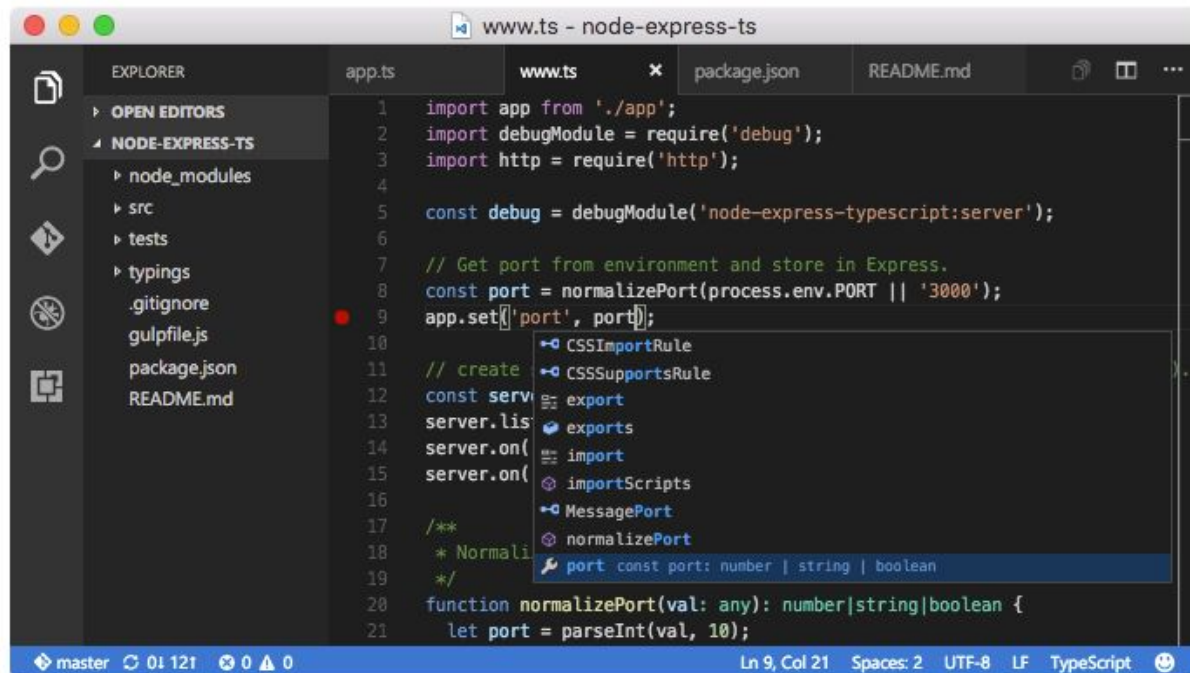 www.ts - node-express-ts
EXPLORER
OPEN EDITORS
NODE-EXPRESS-TS
node_modules
src
tests
typings
.gitignore
gulpfile.js
package.json
README.md
app.ts www.ts × package.json README.md ...
1 import app from './app';
2 import debugModule = require('debug');
3 import http = require('http');
4
5 const debug = debugModule('node-express-typescript:server');
6
7 // Get port from environment and store in Express.
8 const port = normalizePort(process.env.PORT || '3000');
9 app.set('port', port);
10
11 // create ).
12 const serve
13 server.lis
14 server.on(
15 server.on(
16
17 /**
18 * Normali
19 */
20 function normalizePort(val: any): number|string|boolean {
21 let port = parseInt(val, 10);
CSSImportRule
CSSSupportsRule
export
exports
import
importScripts
MessagePort
normalizePort
port const port: number | string | boolean
master 0↓ 12↑ 0 0 Ln 9, Col 21 Spaces: 2 UTF-8 LF TypeScript